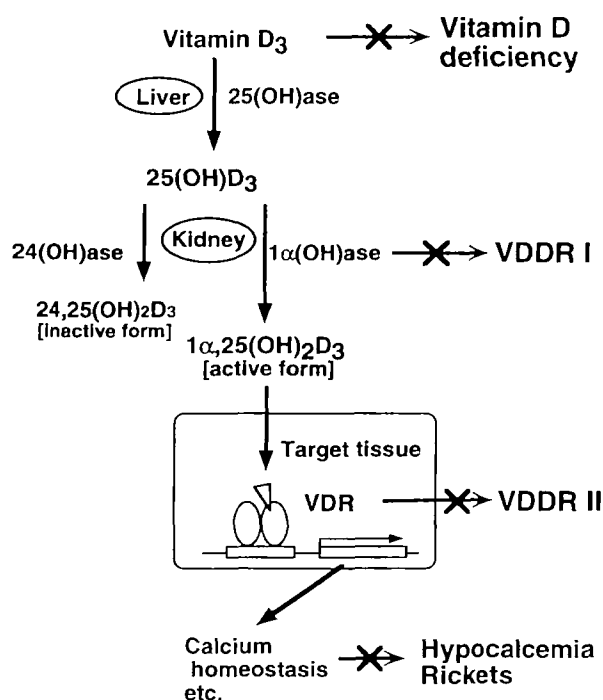 Vitamin D3
Vitamin D
deficiency
Liver
25(OH)ase
25(OH)D3
24(OH)ase
Kidney
1α(OH)ase
VDDR I
24,25(OH)2D3
[inactive form]
1α,25(OH)2D3
[active form]
Target tissue
VDR
VDDR II
Calcium
homeostasis
etc.
Hypocalcemia
Rickets